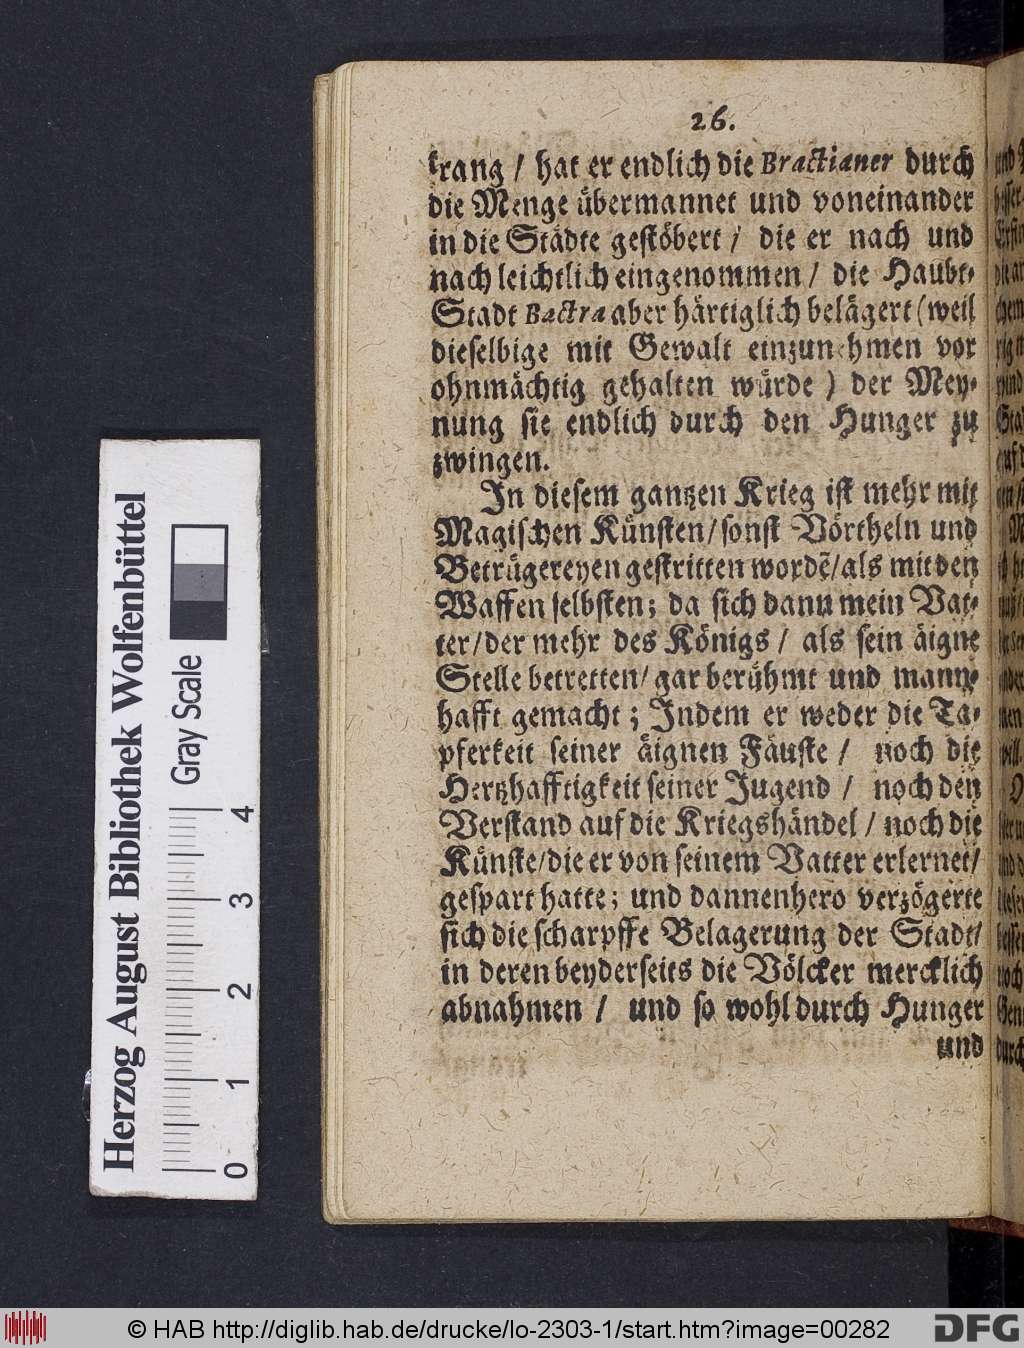 26.
krang / hat er endlich die Bractianer durch
die Menge übermannet und voneinander
in die Städte gestöbert / die er nach und
nach leichtlich eingenommen / die Haubt-
Stadt Bactra aber härtiglich belägert (weil
dieselbige mit Gewalt einzunehmen vor
ohnmächtig gehalten würde) der Mey-
nung sie endlich durch den Hunger zu
zwingen.
In diesem gantzen Krieg ist mehr mit
Magischen Künsten / sonst Vörtheln und
Betrügereyen gestritten wordẽ / als mit den
Waffen selbsten; da sich dann mein Vat-
ter / der mehr des Königs / als sein äigne
Stelle betretten / gar berühmt und mann-
hafft gemacht; Indem er weder die Ta-
pferkeit seiner äignen Fäuste / noch die
Hertzhafftigkeit seiner Jugend / noch den
Verstand auf die Kriegshändel / noch die
Künste / die er von seinem Vatter erlernet /
gespart hatte; und dannenhero verzögerte
sich die scharpffe Belagerung der Stadt /
in deren beyderseits die Völcker mercklich
abnahmen / und so wohl durch Hunger
und
Herzog August Bibliothek Wolfenbüttel
Gray Scale
0 1 2 3 4
© HAB http://diglib.hab.de/drucke/lo-2303-1/start.htm?image=00282
DFG